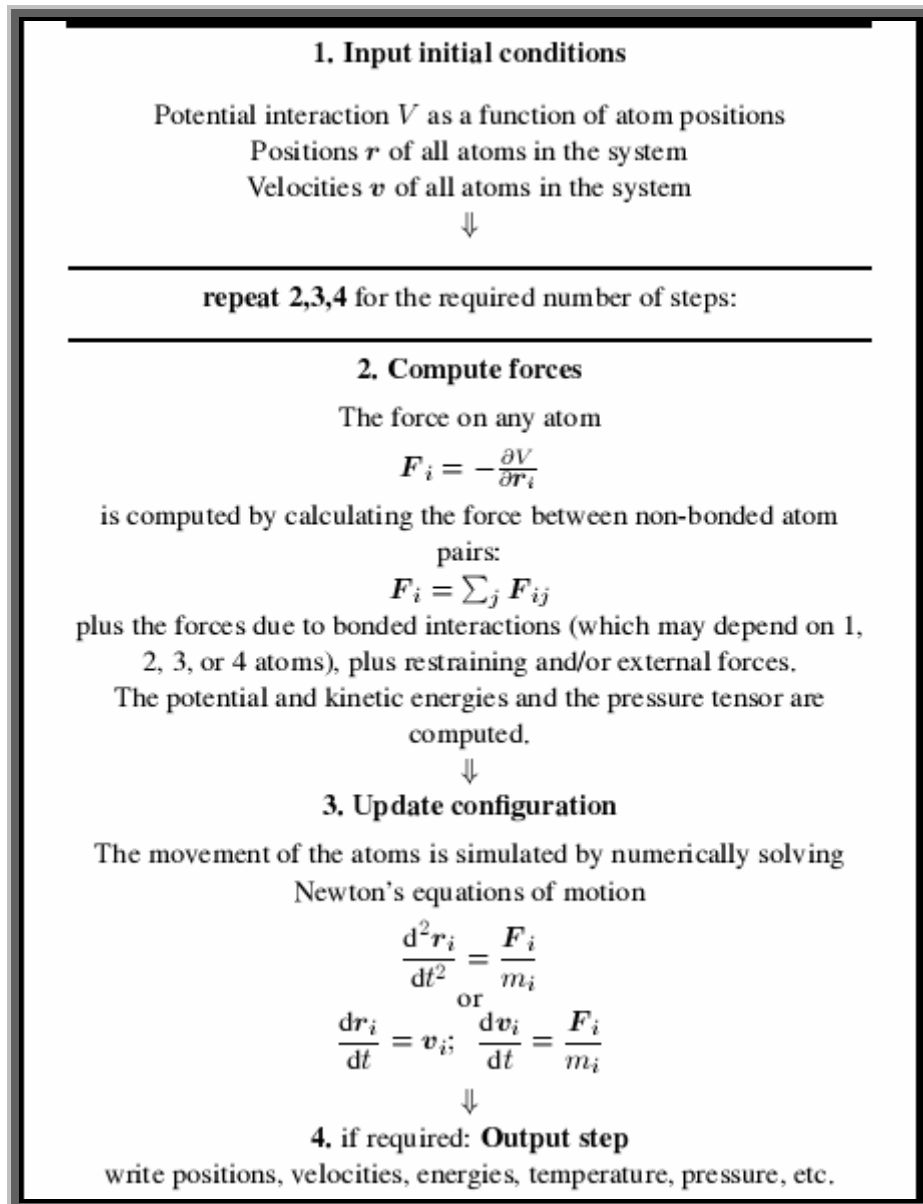 1. Input initial conditions
Potential interaction V as a function of atom positions
Positions r of all atoms in the system
Velocities v of all atoms in the system
⇓
repeat 2,3,4 for the required number of steps:
2. Compute forces
The force on any atom
F_i = −∂V/∂r_i
is computed by calculating the force between non-bonded atom
pairs:
F_i = ∑_j F_ij
plus the forces due to bonded interactions (which may depend on 1,
2, 3, or 4 atoms), plus restraining and/or external forces.
The potential and kinetic energies and the pressure tensor are
computed.
⇓
3. Update configuration
The movement of the atoms is simulated by numerically solving
Newton's equations of motion
d²r_i/dt² = F_i/m_i
or
dr_i/dt = v_i; dv_i/dt = F_i/m_i
⇓
4. if required: Output step
write positions, velocities, energies, temperature, pressure, etc.